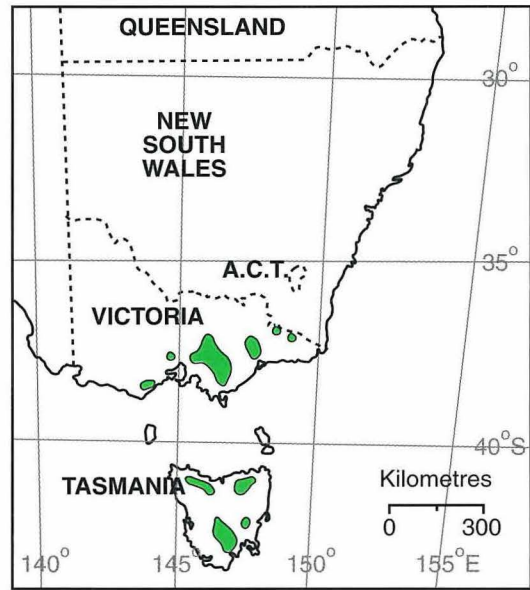 QUEENSLAND
30°
NEW
SOUTH
WALES
35°
A.C.T.
VICTORIA
40°S
TASMANIA
Kilometres
0 300
140° 145° 150° 155°E